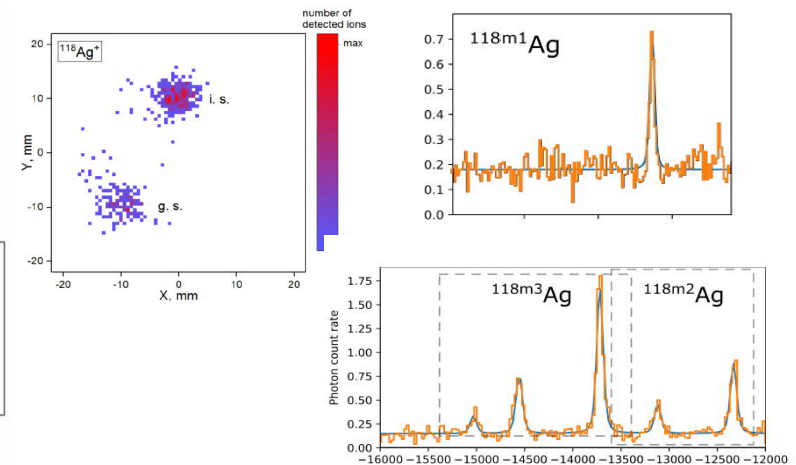 number of
detected ions
max
118Ag+
i. s.
g. s.
Y, mm
20
10
0
-10
-20
-20
-10
0
10
20
X, mm
118m1Ag
0.7
0.6
0.5
0.4
0.3
0.2
0.1
0.0
118m3Ag
118m2Ag
Photon count rate
1.75
1.50
1.25
1.00
0.75
0.50
0.25
0.00
−16000 −15500 −15000 −14500 −14000 −13500 −13000 −12500 −12000